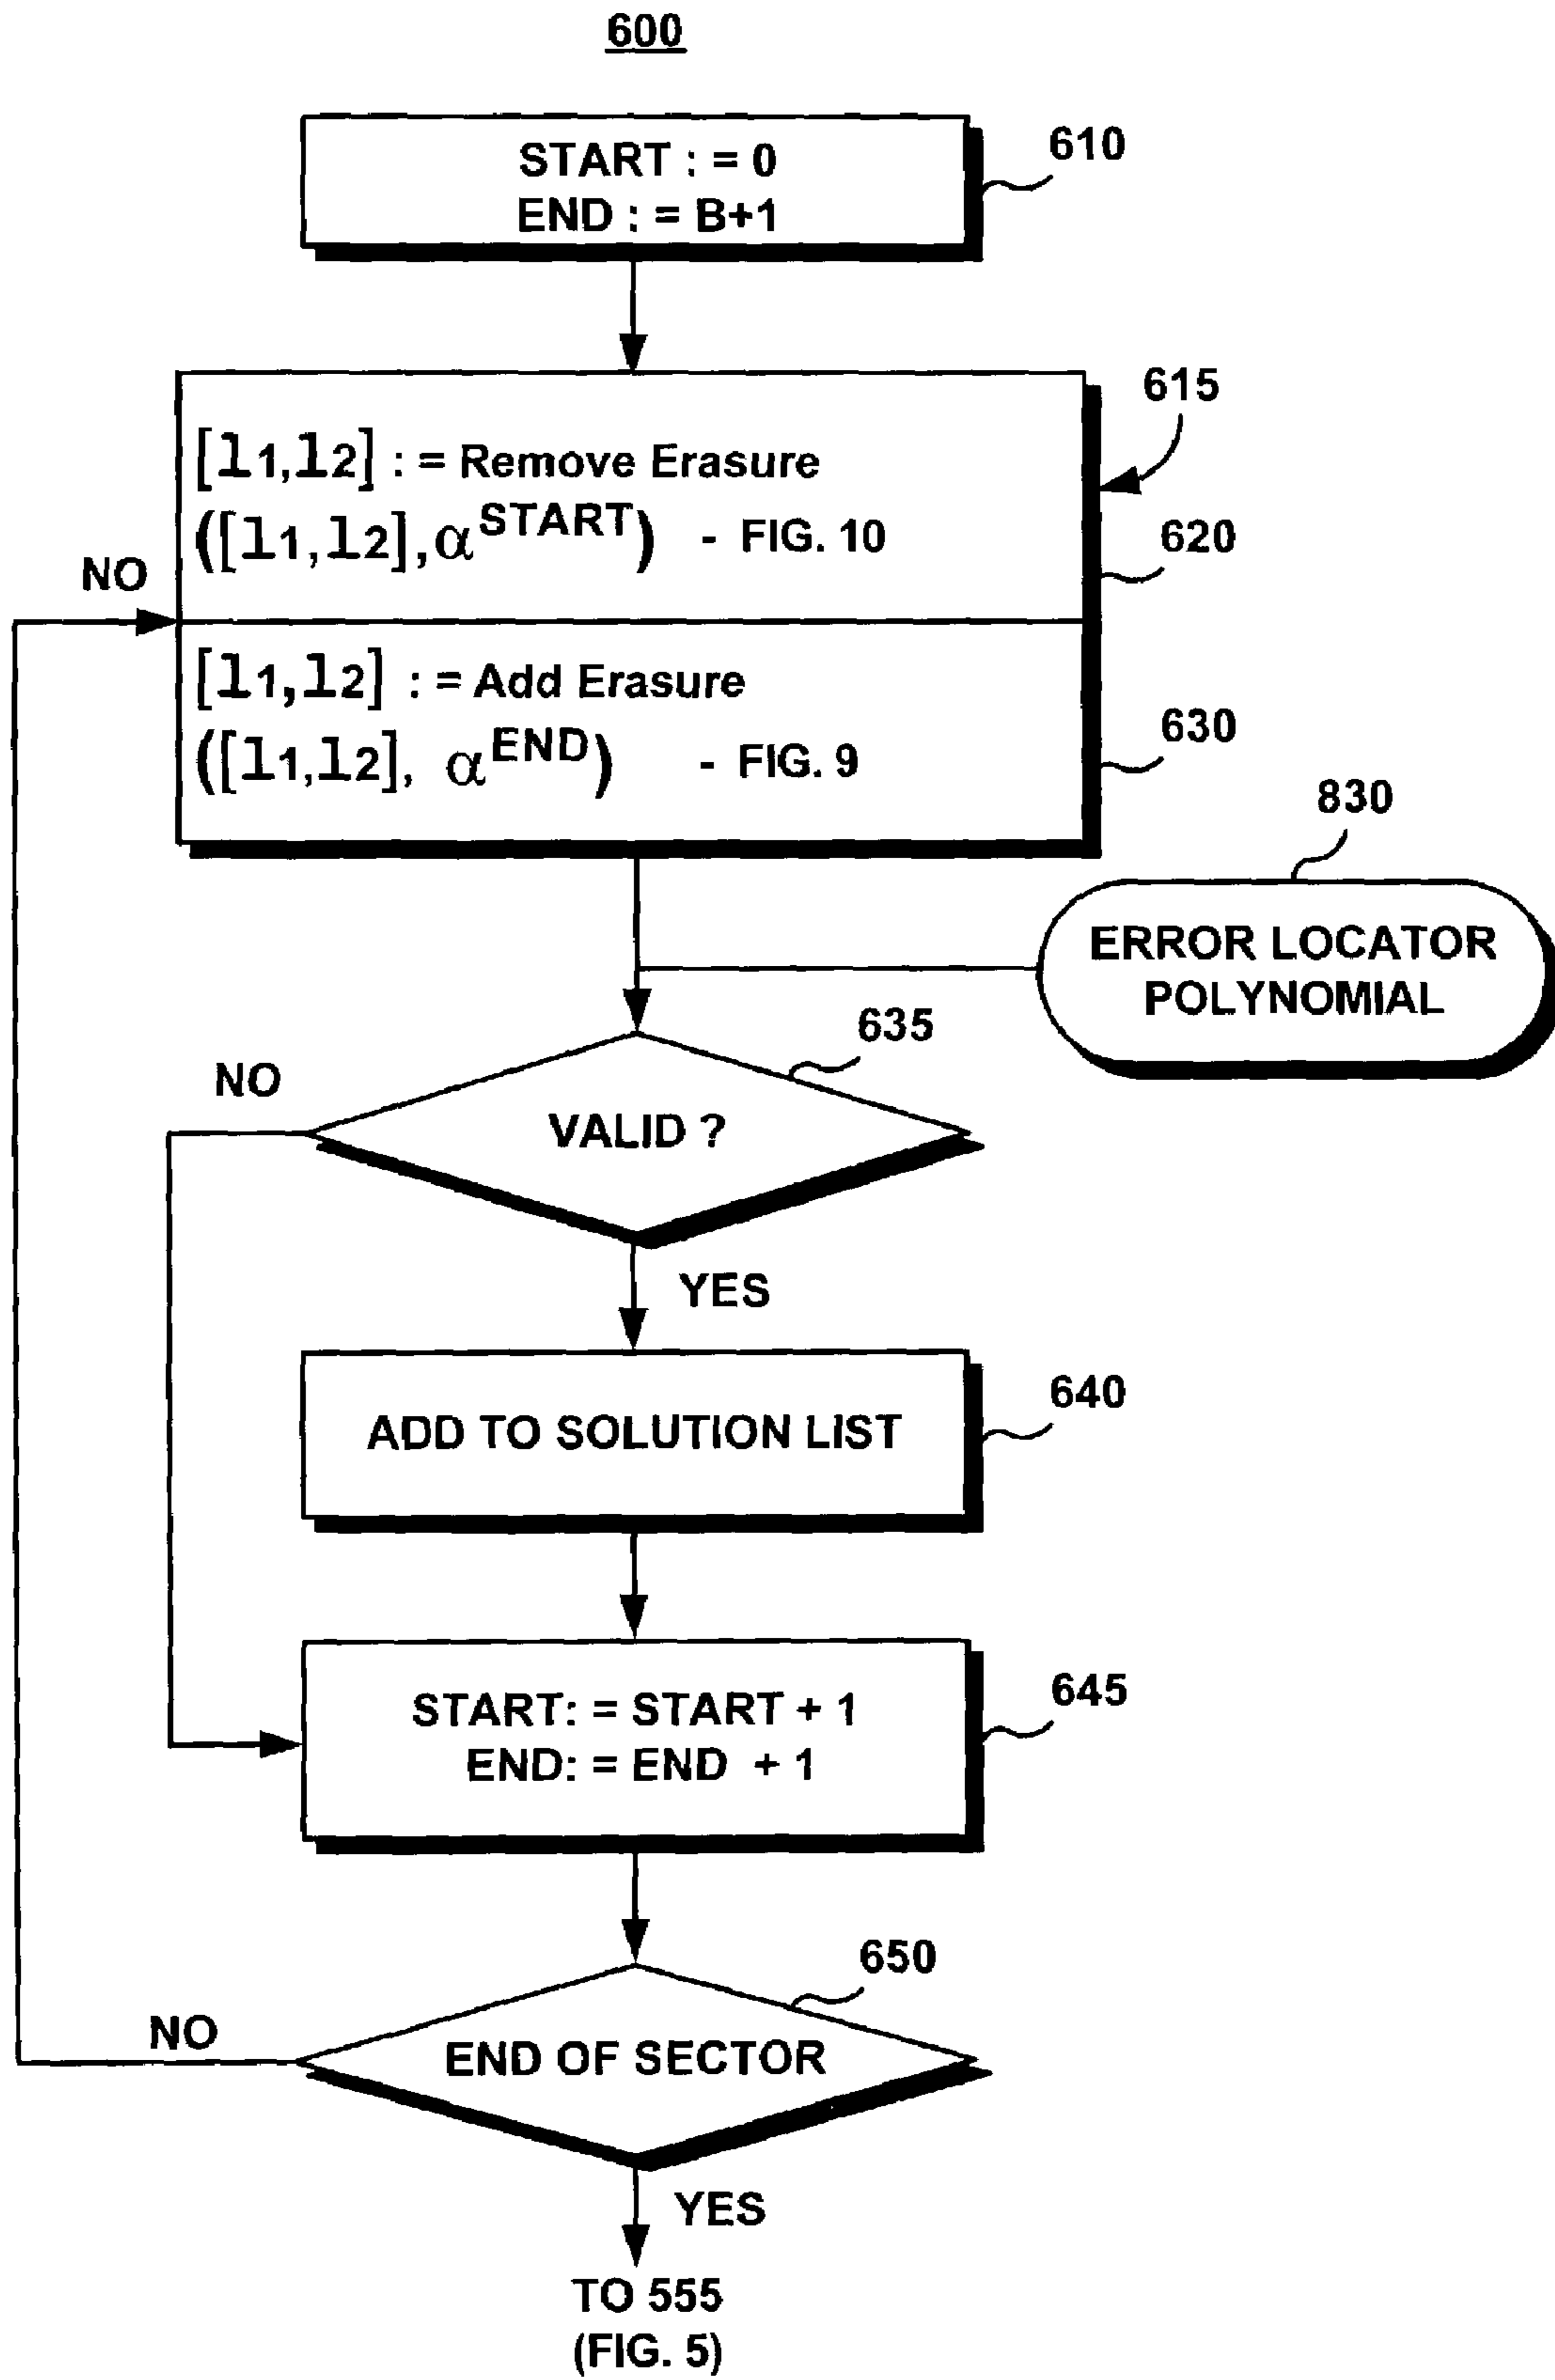 600
START : = 0
END : = B+1
610
615
[l1,l2] : = Remove Erasure
([l1,l2],α^START) - FIG. 10
620
NO
[l1,l2] : = Add Erasure
([l1,l2], α^END) - FIG. 9
630
830
ERROR LOCATOR
POLYNOMIAL
635
NO
VALID ?
YES
640
ADD TO SOLUTION LIST
645
START: = START + 1
END: = END + 1
650
NO
END OF SECTOR
YES
TO 555
(FIG. 5)